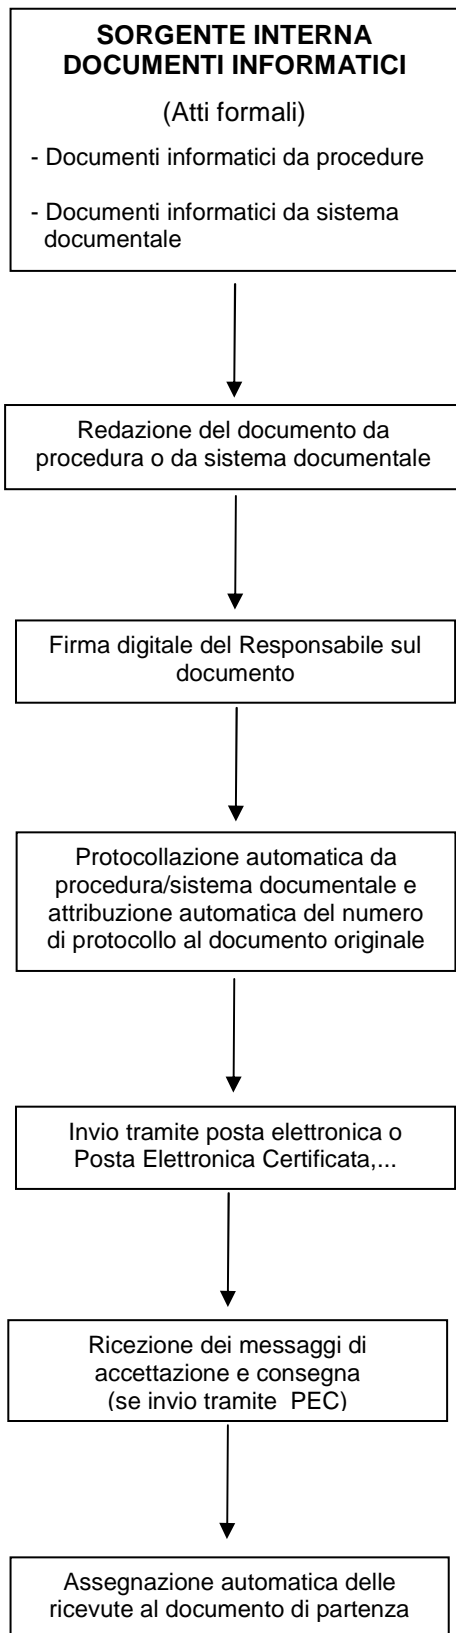 SORGENTE INTERNA
DOCUMENTI INFORMATICI
(Atti formali)
- Documenti informatici da procedure
- Documenti informatici da sistema
documentale
Redazione del documento da
procedura o da sistema documentale
Firma digitale del Responsabile sul
documento
Protocollazione automatica da
procedura/sistema documentale e
attribuzione automatica del numero
di protocollo al documento originale
Invio tramite posta elettronica o
Posta Elettronica Certificata,...
Ricezione dei messaggi di
accettazione e consegna
(se invio tramite PEC)
Assegnazione automatica delle
ricevute al documento di partenza